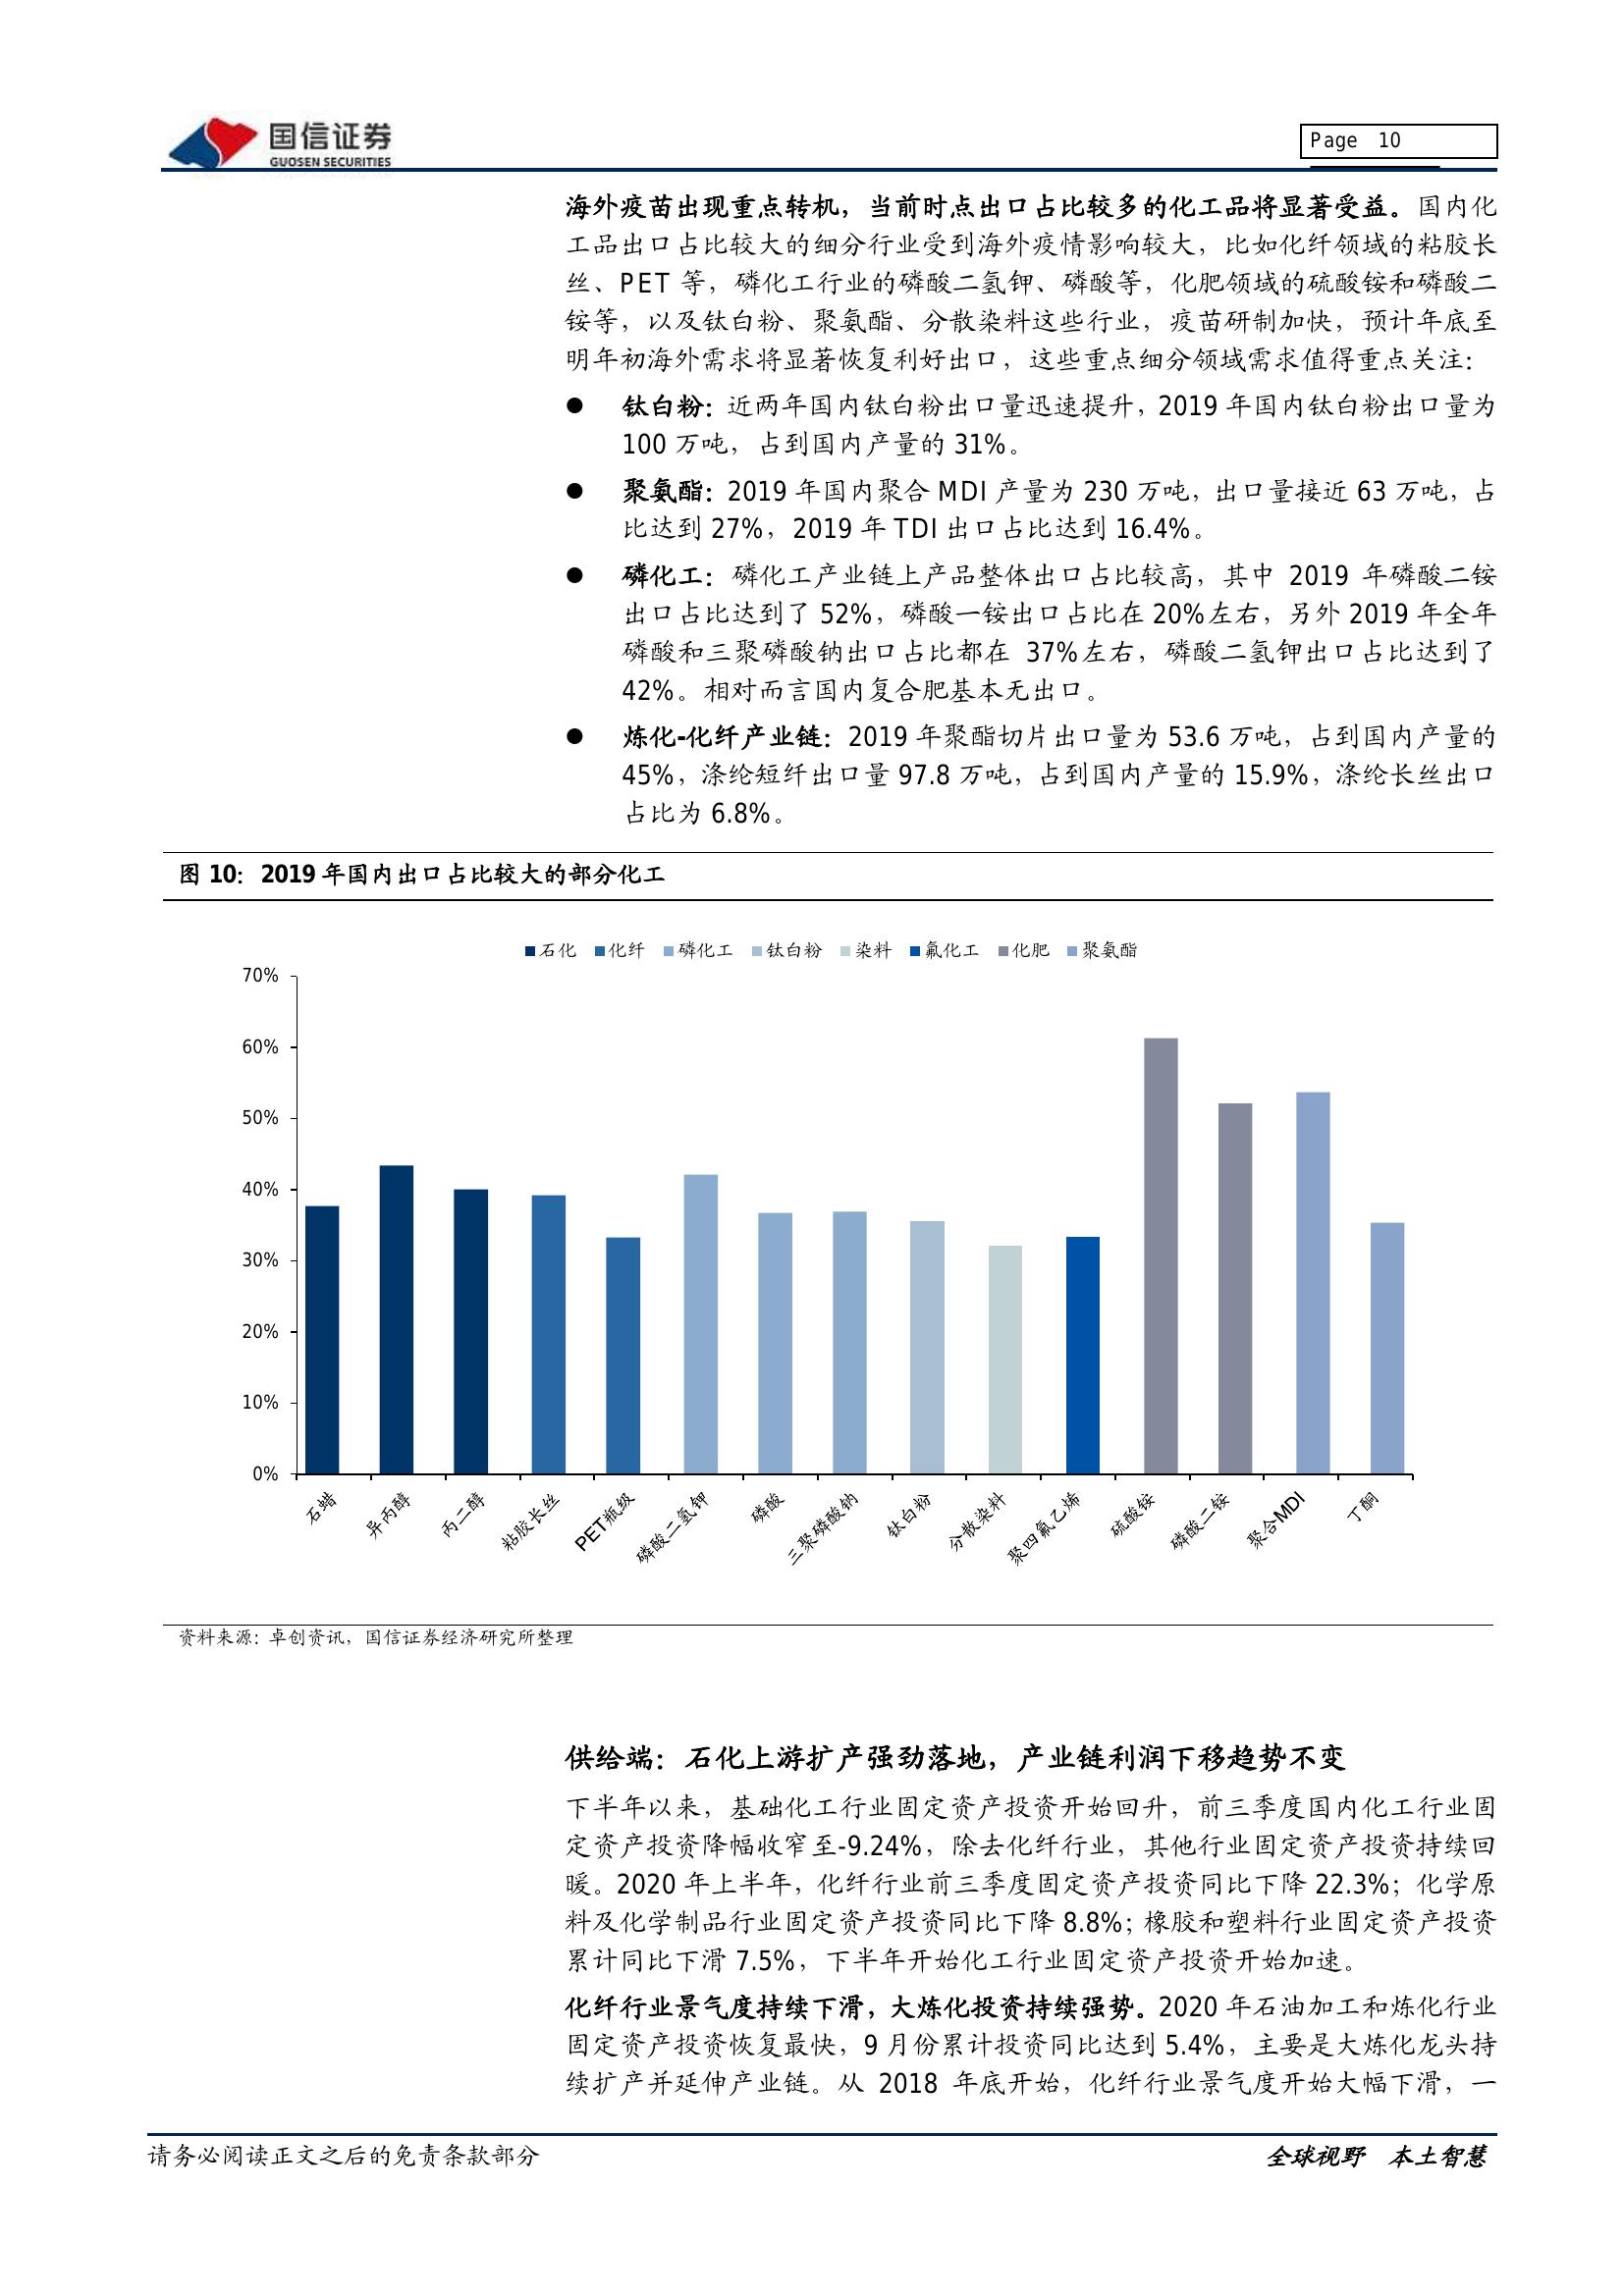 国信证券
GUOSEN SECURITIES
Page 10
海外疫苗出现重点转机，当前时点出口占比较多的化工品将显著受益。国内化
工品出口占比较大的细分行业受到海外疫情影响较大，比如化纤领域的粘胶长
丝、PET 等，磷化工行业的磷酸二氢钾、磷酸等，化肥领域的硫酸铵和磷酸二
铵等，以及钛白粉、聚氨酯、分散染料这些行业，疫苗研制加快，预计年底至
明年初海外需求将显著恢复利好出口，这些重点细分领域需求值得重点关注：
● 钛白粉：近两年国内钛白粉出口量迅速提升，2019 年国内钛白粉出口量为
100 万吨，占到国内产量的 31%。
● 聚氨酯：2019 年国内聚合 MDI 产量为 230 万吨，出口量接近 63 万吨，占
比达到 27%，2019 年 TDI 出口占比达到 16.4%。
● 磷化工：磷化工产业链上产品整体出口占比较高，其中 2019 年磷酸二铵
出口占比达到了 52%，磷酸一铵出口占比在 20%左右，另外 2019 年全年
磷酸和三聚磷酸钠出口占比都在 37%左右，磷酸二氢钾出口占比达到了
42%。相对而言国内复合肥基本无出口。
● 炼化-化纤产业链：2019 年聚酯切片出口量为 53.6 万吨，占到国内产量的
45%，涤纶短纤出口量 97.8 万吨，占到国内产量的 15.9%，涤纶长丝出口
占比为 6.8%。
图 10：2019 年国内出口占比较大的部分化工
石化 化纤 磷化工 钛白粉 染料 氟化工 化肥 聚氨酯
70%
60%
50%
40%
30%
20%
10%
0%
石蜡 异丙醇 丙二醇 粘胶长丝 PET瓶级 磷酸二氢钾 磷酸 三聚磷酸钠 钛白粉 分散染料 聚四氟乙烯 硫酸铵 磷酸二铵 聚合MDI 丁酮
资料来源：卓创资讯，国信证券经济研究所整理
供给端：石化上游扩产强劲落地，产业链利润下移趋势不变
下半年以来，基础化工行业固定资产投资开始回升，前三季度国内化工行业固
定资产投资降幅收窄至-9.24%，除去化纤行业，其他行业固定资产投资持续回
暖。2020 年上半年，化纤行业前三季度固定资产投资同比下降 22.3%；化学原
料及化学制品行业固定资产投资同比下降 8.8%；橡胶和塑料行业固定资产投资
累计同比下滑 7.5%，下半年开始化工行业固定资产投资开始加速。
化纤行业景气度持续下滑，大炼化投资持续强势。2020 年石油加工和炼化行业
固定资产投资恢复最快，9 月份累计投资同比达到 5.4%，主要是大炼化龙头持
续扩产并延伸产业链。从 2018 年底开始，化纤行业景气度开始大幅下滑，一
请务必阅读正文之后的免责条款部分
全球视野 本土智慧